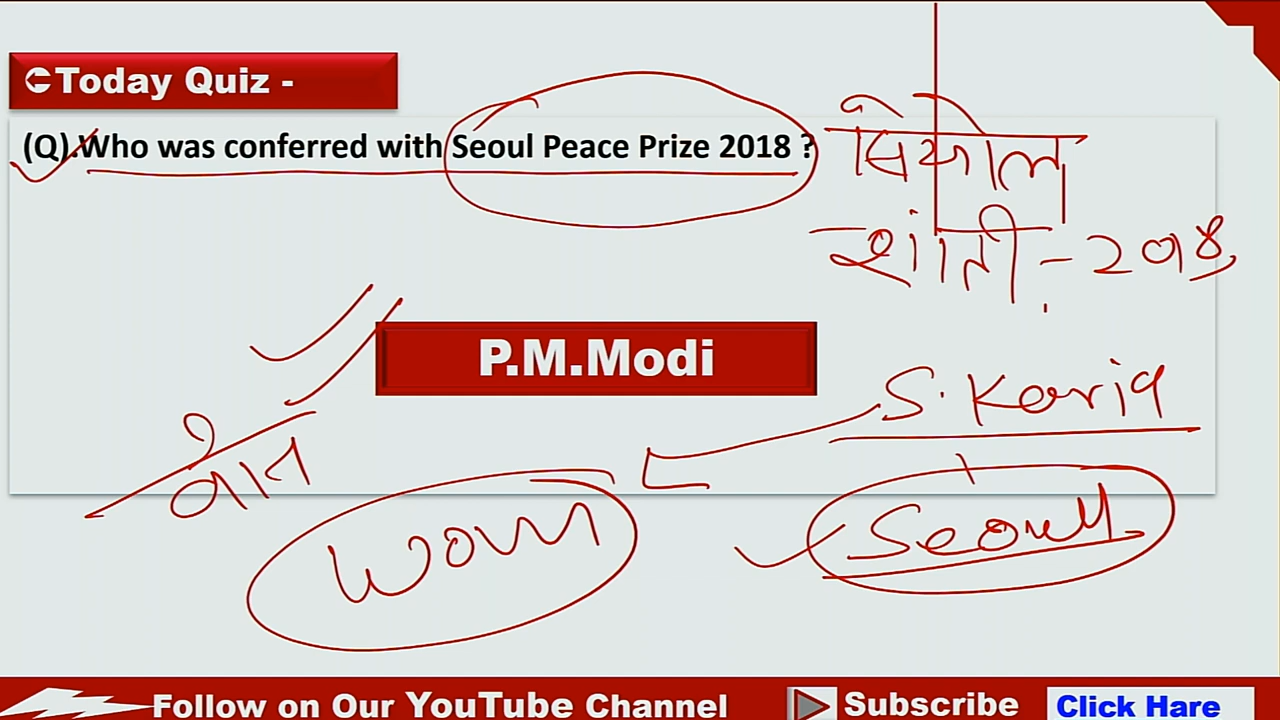 Today Quiz -
(Q).Who was conferred with Seoul Peace Prize 2018 ?
सियोल
शांती - २०१8
P.M.Modi
S. Koria
Seoul
Follow on Our YouTube Channel
Subscribe
Click Hare